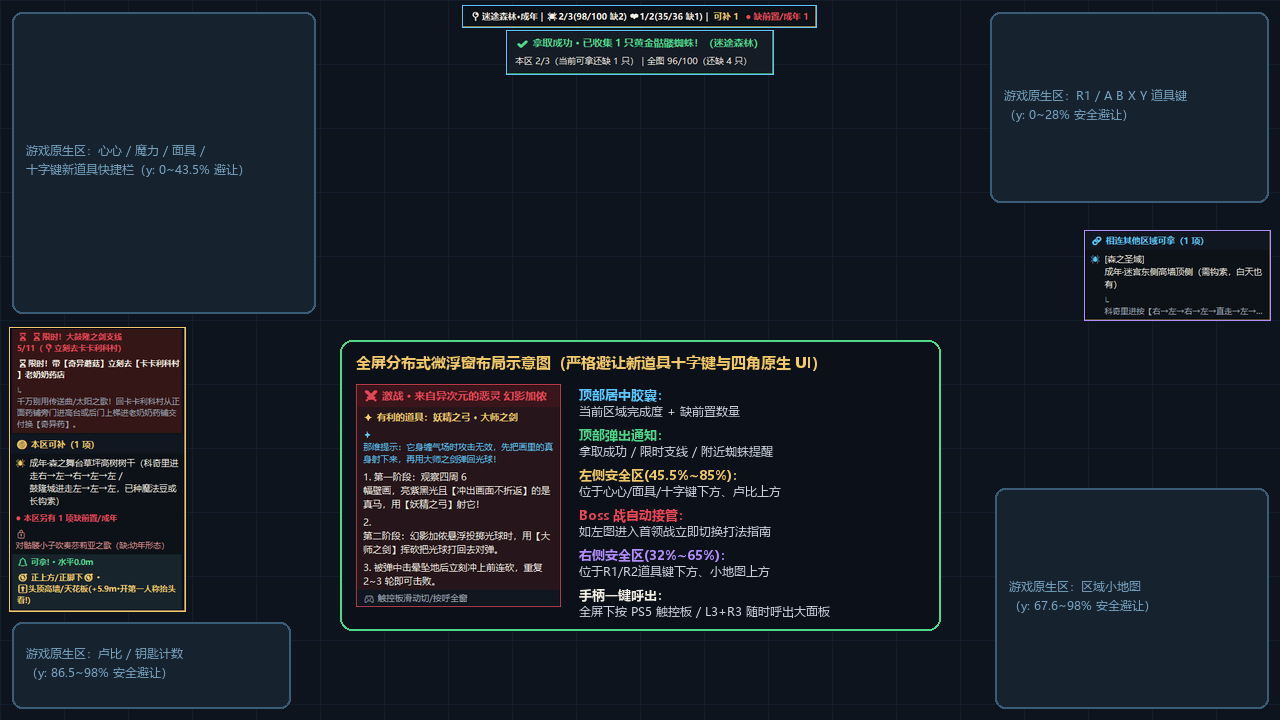 迷途森林·成年 | 2/3(98/100 缺2) ❤1/2(35/36 缺1) | 可补 1 ● 缺前置/成年 1
✔ 拿取成功·已收集 1 只黄金骷髅蜘蛛! (迷途森林)
本区 2/3(当前可拿还缺 1 只)| 全图 96/100(还缺 4 只)
游戏原生区:心心 / 魔力 / 面具 /
十字键新道具快捷栏(y: 0~43.5% 避让)
游戏原生区:R1 / A B X Y 道具键
(y: 0~28% 安全避让)
相连其他区域可拿(1 项)
[森之圣域]
成年·迷宫东侧高墙顶侧(需钩索,白天也
有)
└
科奇里进按【右→左→右→左→直走→左→...
限时!大鼓隆之剑支线
5/11(立刻去卡卡利科村)
限时!带【奇异蘑菇】立刻去【卡卡利科村
】老奶奶药店
└
千万别用传送曲/太阳之歌!回卡卡利科村从正
面药铺旁门进高台或后门上梯进老奶奶药铺交
付换【奇异药】。
本区可补(1 项)
成年·森之舞台草坪高树树干(科奇里进
走右→左→右→左→左 /
鼓隆城进走左→左→左,已种魔法豆或
长钩索)
● 本区另有 1 项缺前置/成年
对骷髅小子吹奏莎莉亚之歌(缺:幼年形态)
可拿!·水平0.0m
正上方/正脚下·
头顶高墙/天花板(+5.9m·开第一人称抬头
看!)
全屏分布式微浮窗布局示意图(严格避让新道具十字键与四角原生 UI)
激战·来自异次元的恶灵 幻影加侬
✦ 有利的道具:妖精之弓·大师之剑
✦
那维提示:它身缠气场时攻击无效,先把画里的真
身射下来,再用大师之剑弹回光球!
1. 第一阶段:观察四周 6
幅壁画,亮紫黑光且【冲出画面不折返】的是
真马,用【妖精之弓】射它!
2.
第二阶段:幻影加侬悬浮投掷光球时,用【大
师之剑】挥砍把光球打回去对弹。
3. 被弹中击晕坠地后立刻冲上前连砍,重复
2~3 轮即可击败。
触控板滑动切/按呼全窗
顶部居中胶囊:
当前区域完成度 + 缺前置数量
顶部弹出通知:
拿取成功 / 限时支线 / 附近蜘蛛提醒
左侧安全区(45.5%~85%):
位于心心/面具/十字键下方、卢比上方
Boss 战自动接管:
如左图进入首领战立即切换打法指南
右侧安全区(32%~65%):
位于R1/R2道具键下方、小地图上方
手柄一键呼出:
全屏下按 PS5 触控板 / L3+R3 随时呼出大面板
游戏原生区:区域小地图
(y: 67.6~98% 安全避让)
游戏原生区:卢比 / 钥匙计数
(y: 86.5~98% 安全避让)